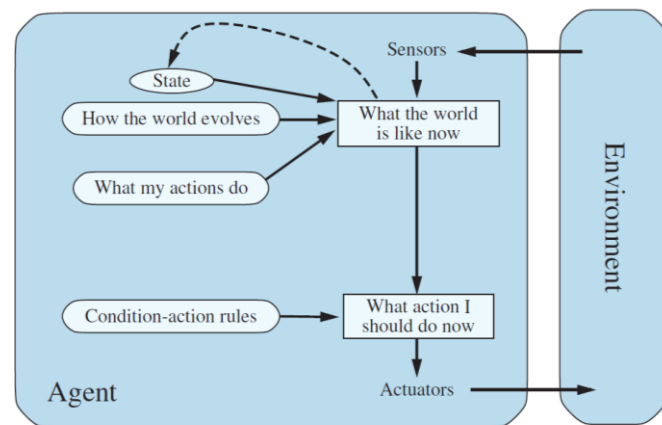 Sensors
State
What the world
is like now
How the world evolves
What my actions do
Condition-action rules
What action I
should do now
Agent
Actuators
Environment